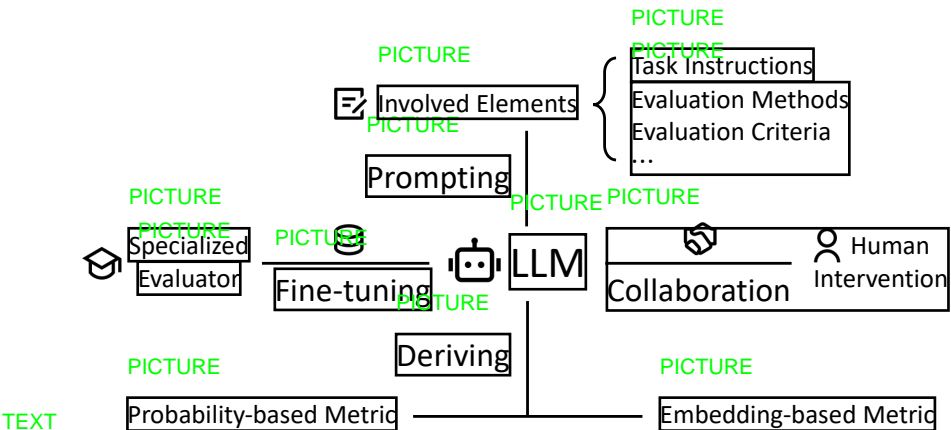 PICTURE
PICTURE
PICTURE
Task Instructions
Involved Elements
Evaluation Methods
Evaluation Criteria
...
PICTURE
Prompting
PICTURE
PICTURE
PICTURE
PICTURE
PICTURE
Specialized
Evaluator
PICTURE
Fine-tuning
LLM
Collaboration
Human
Intervention
PICTURE
Deriving
PICTURE
PICTURE
TEXT
Probability-based Metric
Embedding-based Metric